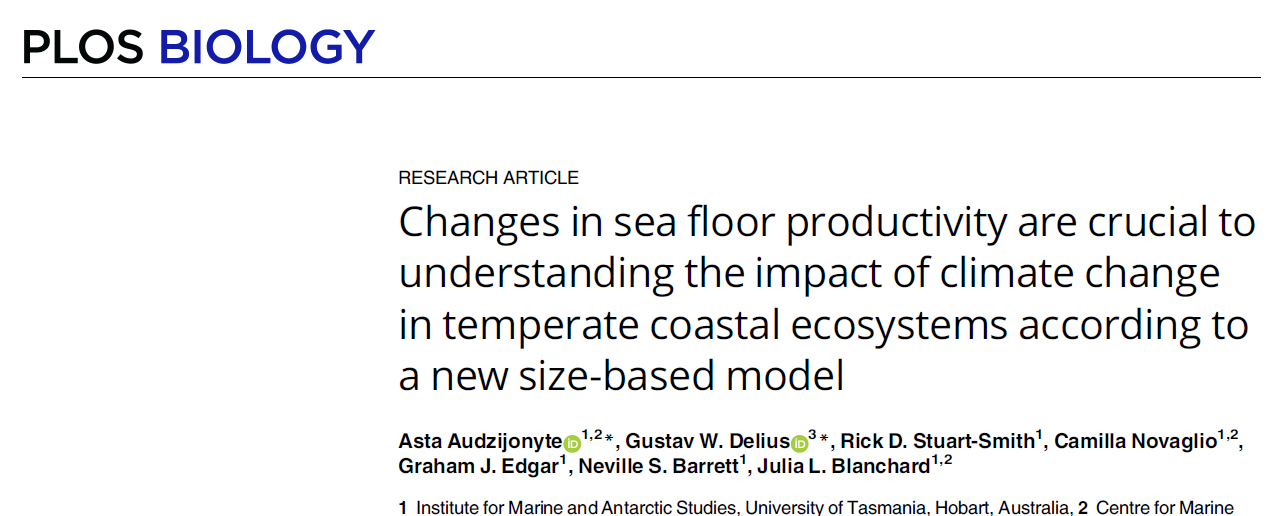 PLOS BIOLOGY
RESEARCH ARTICLE
Changes in sea floor productivity are crucial to
understanding the impact of climate change
in temperate coastal ecosystems according to
a new size-based model
Asta Audzijonyte iD 1,2*, Gustav W. Delius iD 3*, Rick D. Stuart-Smith1, Camilla Novaglio1,2,
Graham J. Edgar1, Neville S. Barrett1, Julia L. Blanchard1,2
1 Institute for Marine and Antarctic Studies, University of Tasmania, Hobart, Australia, 2 Centre for Marine